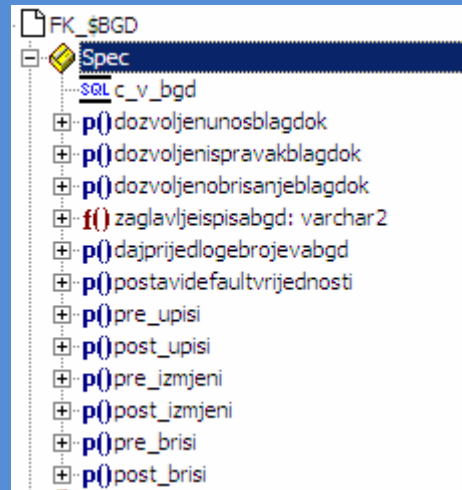 FK_$BGD
Spec
SQL c_v_bgd
p()dozvoljenunosblagdok
p()dozvoljenispravakblagdok
p()dozvoljenobrisanjeblagdok
f()zaglavljeispisabgd: varchar2
p()dajprijedlogebrojevabgd
p()postavidefaultvrijednosti
p()pre_upisi
p()post_upisi
p()pre_izmjeni
p()post_izmjeni
p()pre_brisi
p()post_brisi